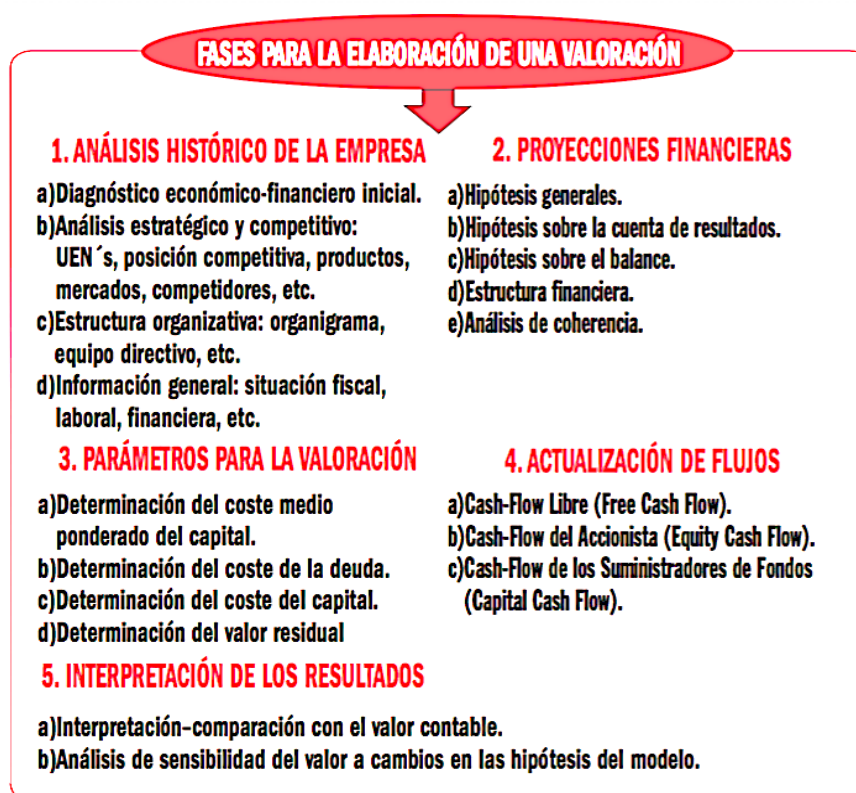 FASES PARA LA ELABORACIÓN DE UNA VALORACIÓN
1. ANÁLISIS HISTÓRICO DE LA EMPRESA
a)Diagnóstico económico-financiero inicial.
b)Análisis estratégico y competitivo:
UEN´s, posición competitiva, productos,
mercados, competidores, etc.
c)Estructura organizativa: organigrama,
equipo directivo, etc.
d)Información general: situación fiscal,
laboral, financiera, etc.
2. PROYECCIONES FINANCIERAS
a)Hipótesis generales.
b)Hipótesis sobre la cuenta de resultados.
c)Hipótesis sobre el balance.
d)Estructura financiera.
e)Análisis de coherencia.
3. PARÁMETROS PARA LA VALORACIÓN
a)Determinación del coste medio
ponderado del capital.
b)Determinación del coste de la deuda.
c)Determinación del coste del capital.
d)Determinación del valor residual
4. ACTUALIZACIÓN DE FLUJOS
a)Cash-Flow Libre (Free Cash Flow).
b)Cash-Flow del Accionista (Equity Cash Flow).
c)Cash-Flow de los Suministradores de Fondos
(Capital Cash Flow).
5. INTERPRETACIÓN DE LOS RESULTADOS
a)Interpretación–comparación con el valor contable.
b)Análisis de sensibilidad del valor a cambios en las hipótesis del modelo.